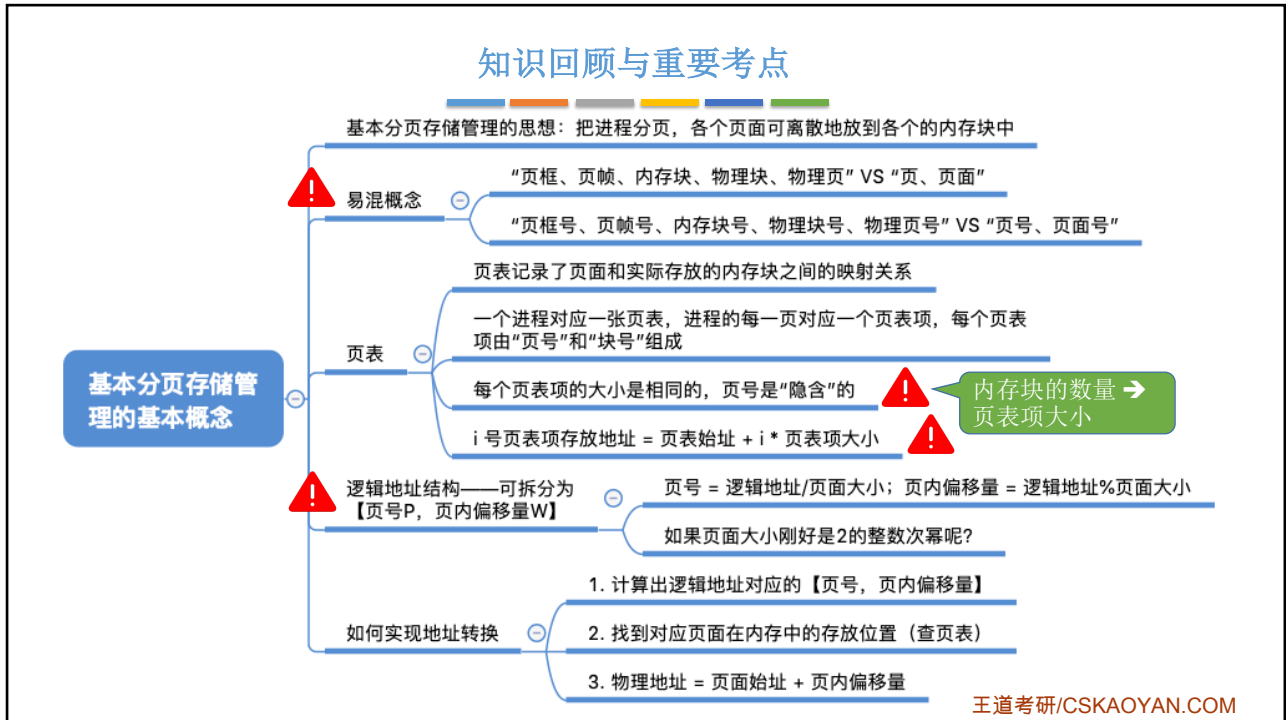 知识回顾与重要考点
基本分页存储管理的思想：把进程分页，各个页面可离散地放到各个的内存块中
易混概念
“页框、页帧、内存块、物理块、物理页” VS “页、页面”
“页框号、页帧号、内存块号、物理块号、物理页号” VS “页号、页面号”
页表
页表记录了页面和实际存放的内存块之间的映射关系
一个进程对应一张页表，进程的每一页对应一个页表项，每个页表
项由“页号”和“块号”组成
每个页表项的大小是相同的，页号是“隐含”的
内存块的数量 ➔
页表项大小
i 号页表项存放地址 = 页表始址 + i * 页表项大小
基本分页存储管
理的基本概念
逻辑地址结构——可拆分为
【页号P，页内偏移量W】
页号 = 逻辑地址/页面大小；页内偏移量 = 逻辑地址%页面大小
如果页面大小刚好是2的整数次幂呢？
如何实现地址转换
1. 计算出逻辑地址对应的【页号，页内偏移量】
2. 找到对应页面在内存中的存放位置（查页表）
3. 物理地址 = 页面始址 + 页内偏移量
王道考研/CSKAOYAN.COM